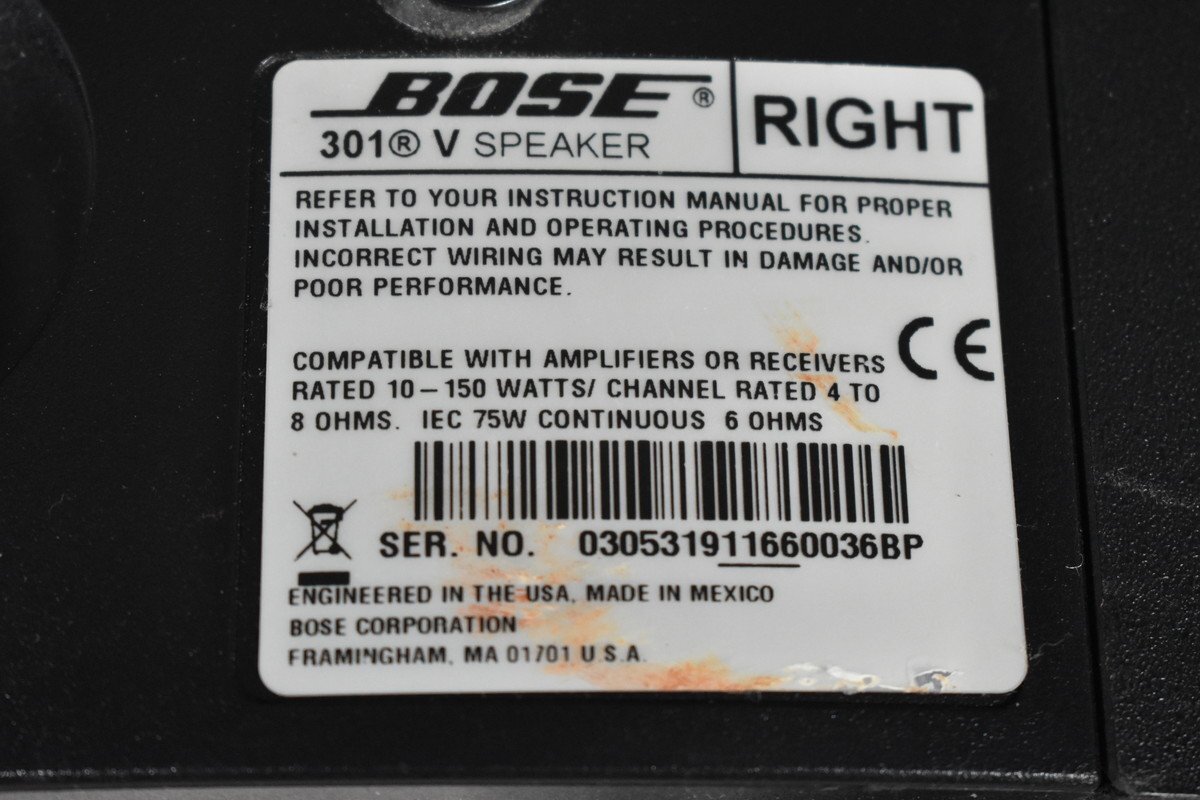 BOSE®
301® V SPEAKER
RIGHT
REFER TO YOUR INSTRUCTION MANUAL FOR PROPER
INSTALLATION AND OPERATING PROCEDURES.
INCORRECT WIRING MAY RESULT IN DAMAGE AND/OR
POOR PERFORMANCE.
CE
COMPATIBLE WITH AMPLIFIERS OR RECEIVERS
RATED 10–150 WATTS/ CHANNEL RATED 4 TO
8 OHMS. IEC 75W CONTINUOUS 6 OHMS
SER. NO. 030531911660036BP
ENGINEERED IN THE USA, MADE IN MEXICO
BOSE CORPORATION
FRAMINGHAM, MA 01701 U.S.A.